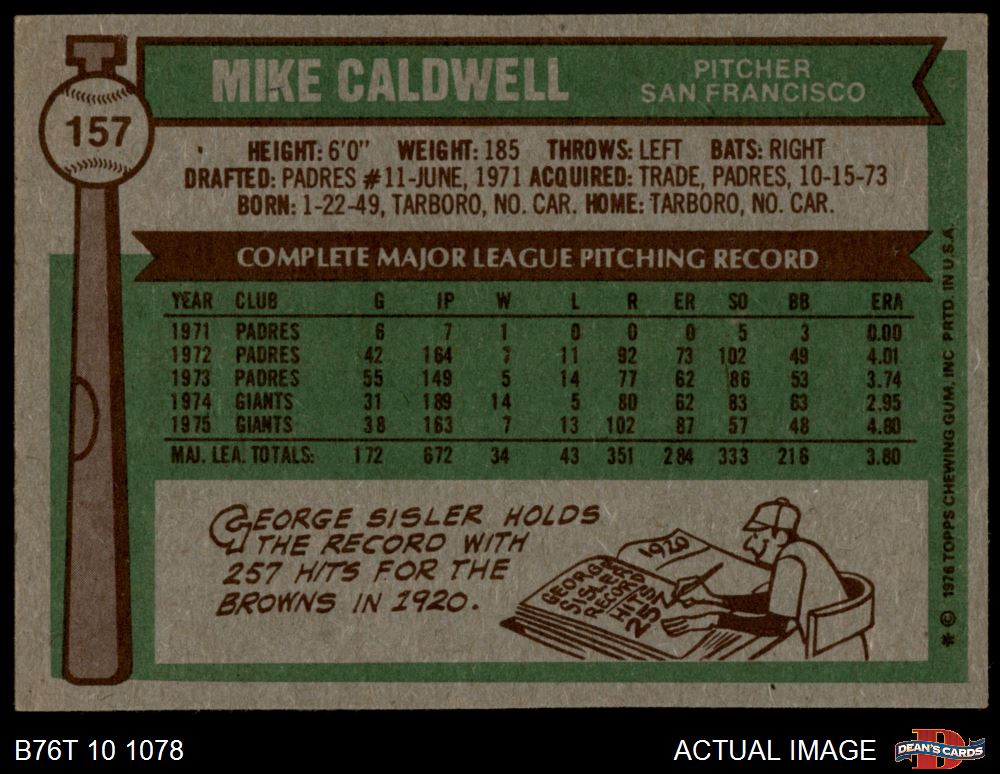 MIKE CALDWELL
PITCHER
SAN FRANCISCO
157
HEIGHT: 6'0" WEIGHT: 185 THROWS: LEFT BATS: RIGHT
DRAFTED: PADRES #11-JUNE, 1971 ACQUIRED: TRADE, PADRES, 10-15-73
BORN: 1-22-49, TARBORO, NO. CAR. HOME: TARBORO, NO. CAR.
COMPLETE MAJOR LEAGUE PITCHING RECORD
YEAR CLUB G IP W L R ER SO BB ERA
1971 PADRES 6 7 1 0 0 0 5 3 0.00
1972 PADRES 42 164 7 11 92 73 102 49 4.01
1973 PADRES 55 149 5 14 77 62 86 53 3.74
1974 GIANTS 31 189 14 5 80 62 83 63 2.95
1975 GIANTS 38 163 7 13 102 87 57 48 4.80
MAJ. LEA. TOTALS: 172 672 34 43 351 284 333 216 3.80
GEORGE SISLER HOLDS
THE RECORD WITH
257 HITS FOR THE
BROWNS IN 1920.
1920
GEORGE
SISLER
RECORD
HITS
25
* © 1976 TOPPS CHEWING GUM, INC. PRTD. IN U.S.A.
B76T 10 1078
ACTUAL IMAGE
DEAN'S CARDS